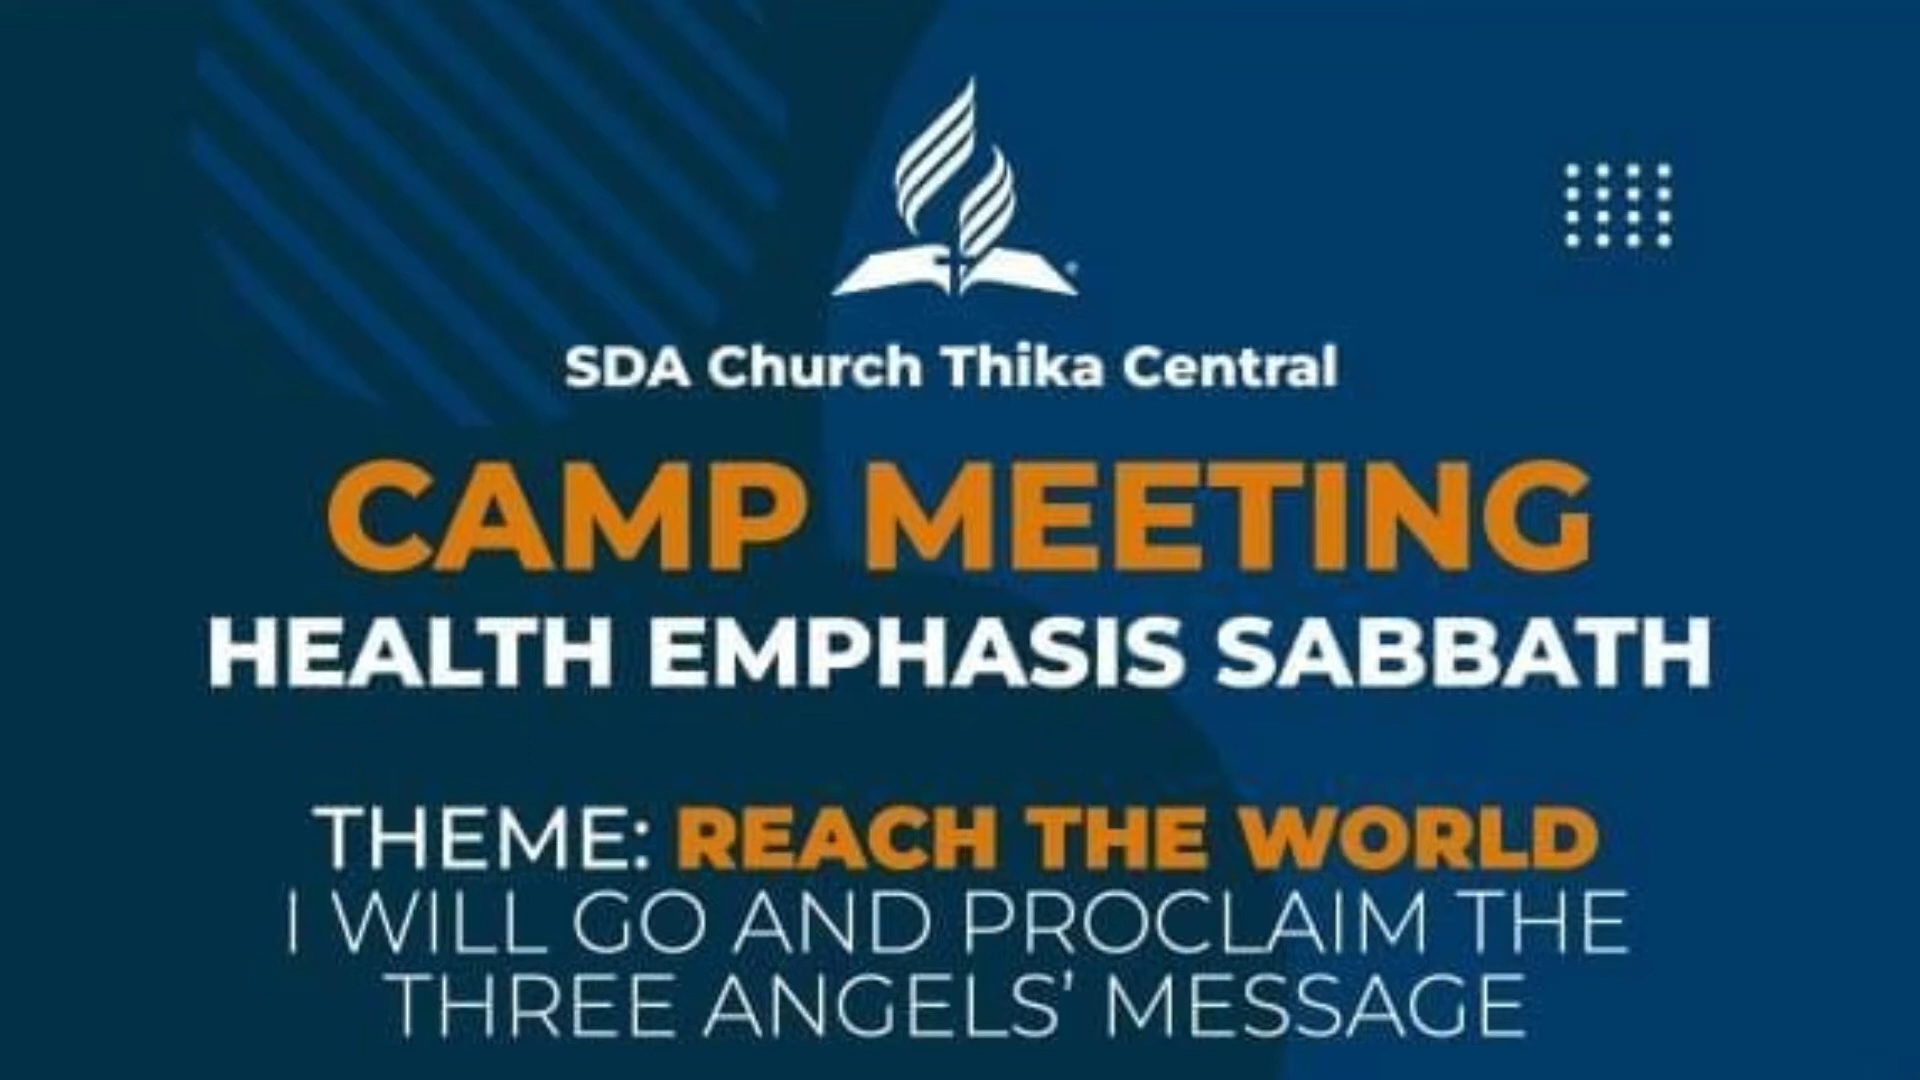 SDA Church Thika Central
CAMP MEETING
HEALTH EMPHASIS SABBATH
THEME: REACH THE WORLD
I WILL GO AND PROCLAIM THE
THREE ANGELS' MESSAGE